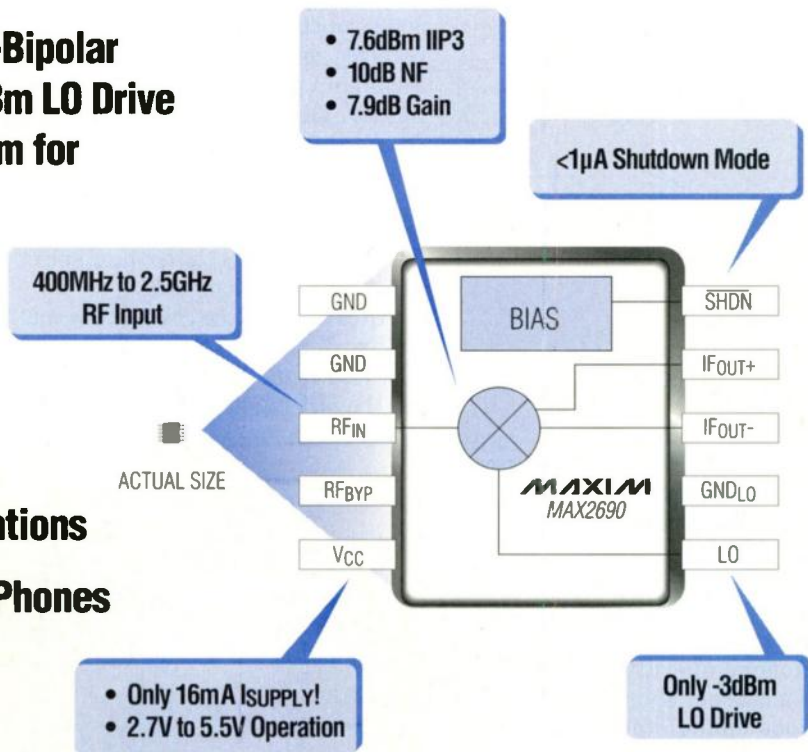 -Bipolar
m LO Drive
m for
• 7.6dBm IIP3
• 10dB NF
• 7.9dB Gain
<1µA Shutdown Mode
400MHz to 2.5GHz
RF Input
GND
GND
RFIN
RFBYP
VCC
BIAS
MAXIM
MAX2690
SHDN
IFOUT+
IFOUT-
GNDLO
LO
ACTUAL SIZE
tions
Phones
• Only 16mA ISUPPLY!
• 2.7V to 5.5V Operation
Only -3dBm
LO Drive